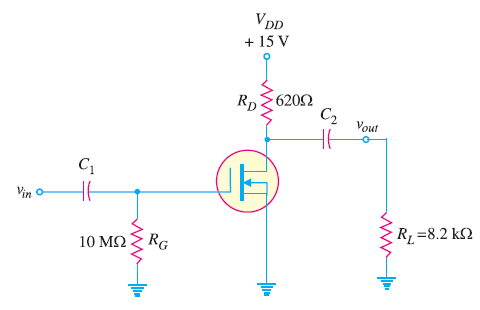 V_DD
+ 15 V
R_D 620Ω
C_2
v_out
C_1
v_in
10 MΩ R_G
R_L=8.2 kΩ